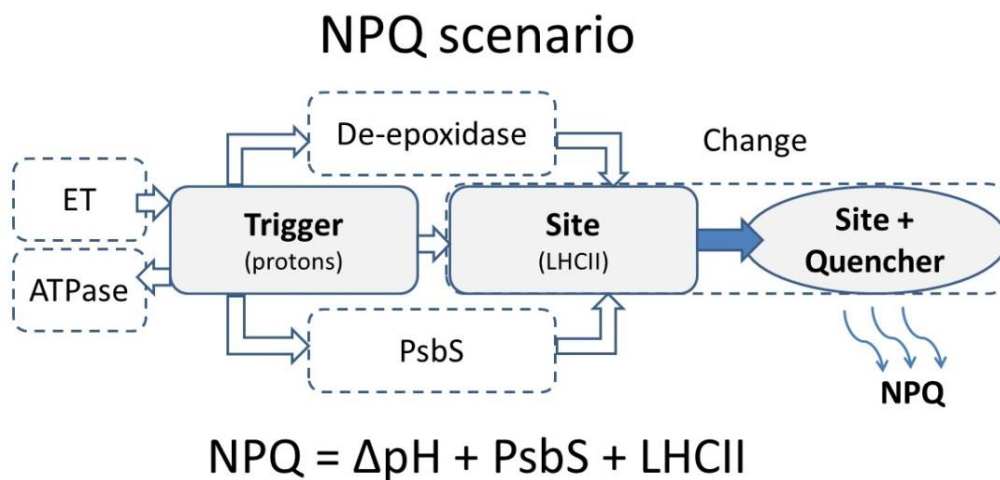 NPQ scenario
De-epoxidase
Change
ET
Trigger
(protons)
Site
(LHCII)
Site +
Quencher
ATPase
PsbS
NPQ
NPQ = ΔpH + PsbS + LHCII